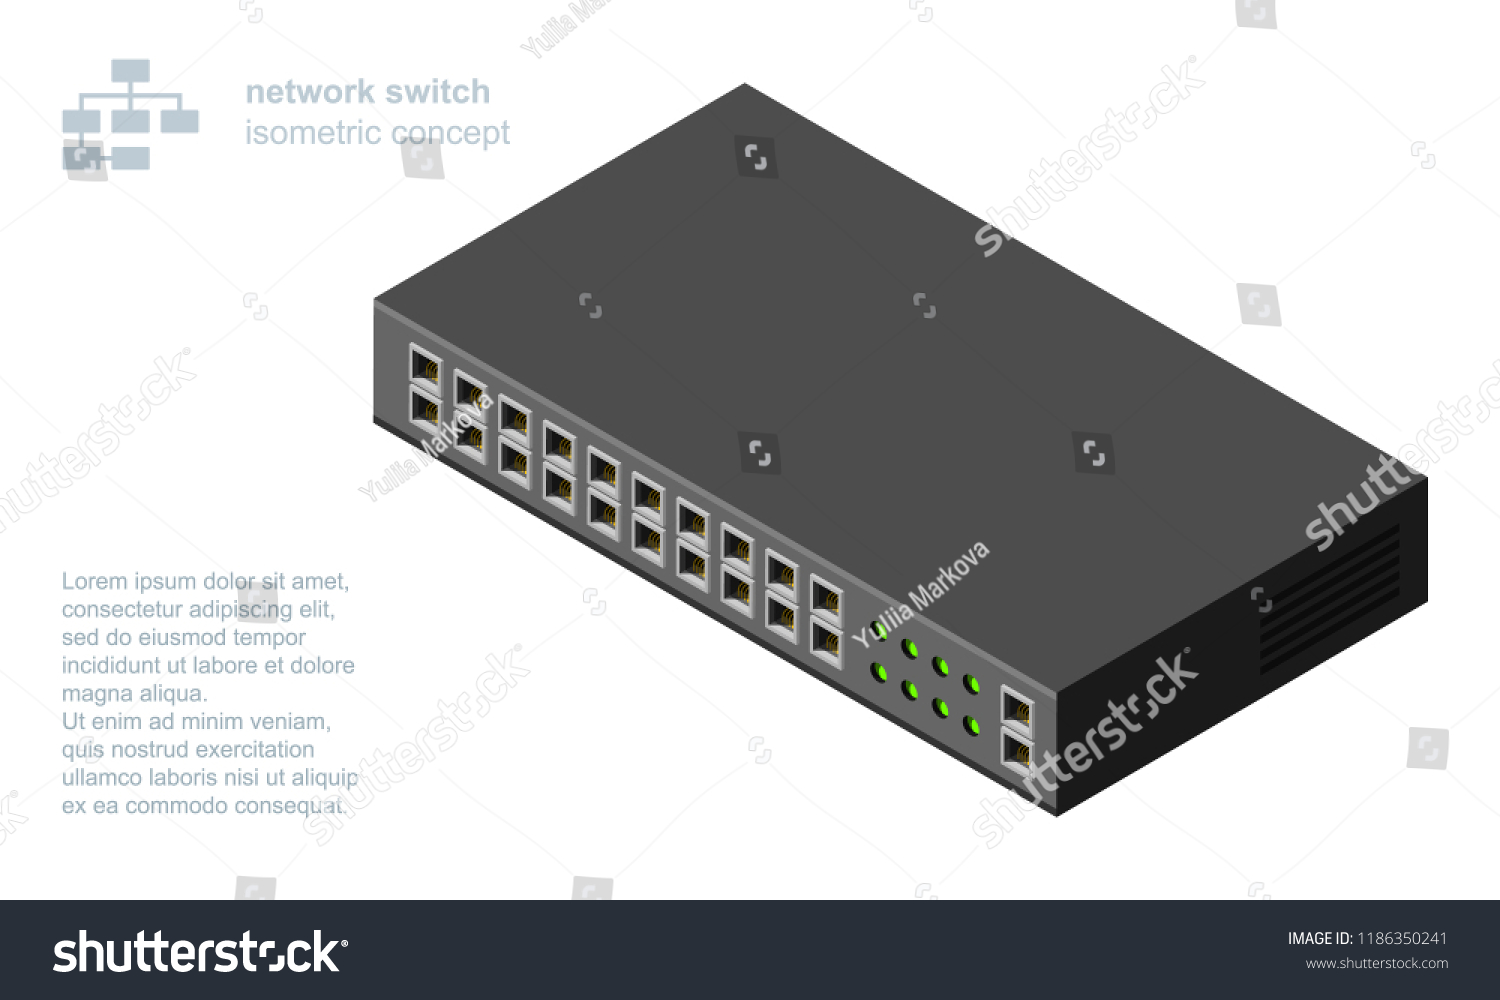 network switch
isometric concept
Lorem ipsum dolor sit amet,
consectetur adipiscing elit,
sed do eiusmod tempor
incididunt ut labore et dolore
magna aliqua.
Ut enim ad minim veniam,
quis nostrud exercitation
ullamco laboris nisi ut aliquip
ex ea commodo consequat.
Yuliia Markova
shutterstock
shutterstock
Yuliia Markova
shutterstock
Yuliia Markova
shutterstock
shutterstock
shutterstock®
IMAGE ID: 1186350241
www.shutterstock.com